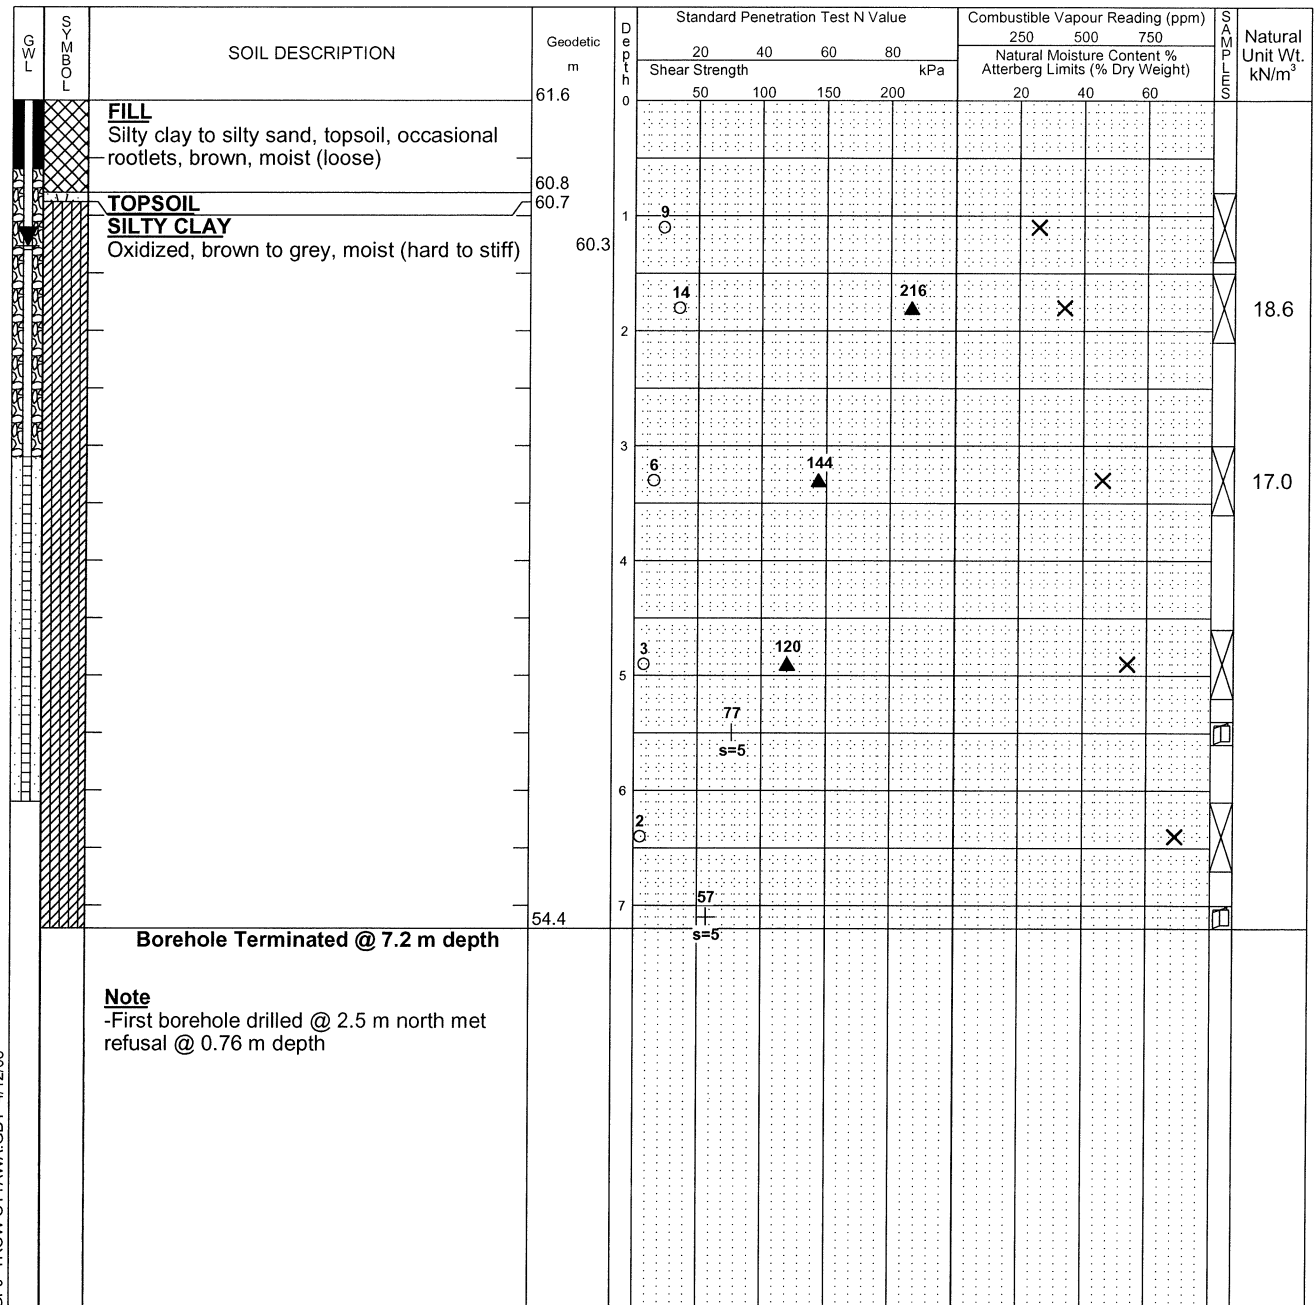 GWL
SYMBOL
SOIL DESCRIPTION
Geodetic
m
61.6
Depth
Standard Penetration Test N Value
20 40 60 80
Shear Strength kPa
50 100 150 200
Combustible Vapour Reading (ppm)
250 500 750
Natural Moisture Content %
Atterberg Limits (% Dry Weight)
20 40 60
SAMPLES
Natural
Unit Wt.
kN/m³
0
FILL
Silty clay to silty sand, topsoil, occasional
rootlets, brown, moist (loose)
60.8
TOPSOIL
60.7
SILTY CLAY
Oxidized, brown to grey, moist (hard to stiff)
60.3
1
9
14
216
18.6
2
3
6
144
17.0
4
3
120
5
77
s=5
6
2
7
57
s=5
54.4
Borehole Terminated @ 7.2 m depth
Note
-First borehole drilled @ 2.5 m north met
refusal @ 0.76 m depth